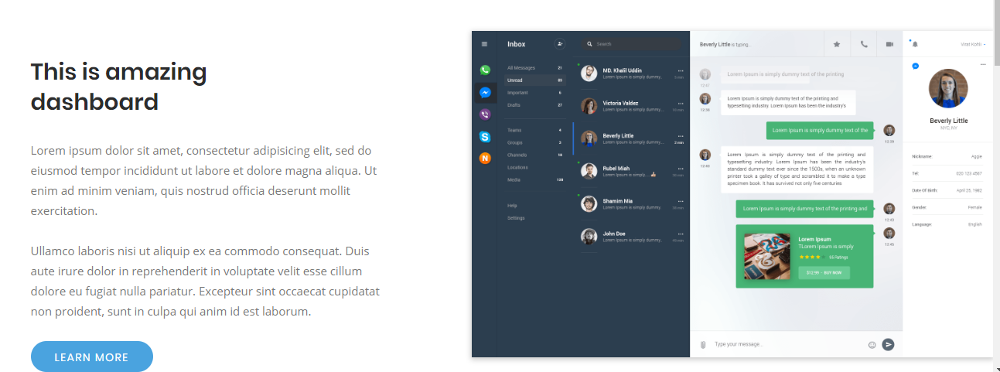 This is amazing
dashboard
Lorem ipsum dolor sit amet, consectetur adipisicing elit, sed do
eiusmod tempor incididunt ut labore et dolore magna aliqua. Ut
enim ad minim veniam, quis nostrud officia deserunt mollit
exercitation.
Ullamco laboris nisi ut aliquip ex ea commodo consequat. Duis
aute irure dolor in reprehenderit in voluptate velit esse cillum
dolore eu fugiat nulla pariatur. Excepteur sint occaecat cupidatat
non proident, sunt in culpa qui anim id est laborum.
LEARN MORE
Inbox
All Messages 21
Unread 89
Important 6
Drafts 27
Teams 4
Groups 3
Channels 18
Locations
Media 120
Help
Settings
Search
MD. Khalil Uddin
Lorem Ipsum is simply dummy.
2 min
Victoria Valdez
Lorem Ipsum is simply dummy...
Beverly Little
Lorem Ipsum is simply dummy.
2 min
Rubel Miah
Lorem Ipsum is simply....
Shamim Mia
Lorem Ipsum is simply dummy.
John Doe
Lorem Ipsum is simply dummy.
Beverly Little is typing...
Lorem Ipsum is simply dummy text of the printing
12:41
Lorem Ipsum is simply dummy text of the printing and
typesetting industry. Lorem Ipsum has been the industry's
12:38
Lorem Ipsum is simply dummy text of the
12:39
Lorem Ipsum is simply dummy text of the printing and
typesetting industry. Lorem Ipsum has been the industry's
standard dummy text ever since the 1500s, when an unknown
printer took a galley of type and scrambled it to make a type
specimen book. It has survived not only five centuries
12:40
Lorem Ipsum is simply dummy text of the printing and
12:43
Lorem Ipsum
TLorem Ipsum is simply
95 Ratings
$12.99 - BUY NOW
12:45
Type your message...
Virat Kohli
Beverly Little
NYC, NY
Nickname: Aggie
Tel: 020 123 4567
Date Of Birth: April 25, 1982
Gender: Female
Language: English